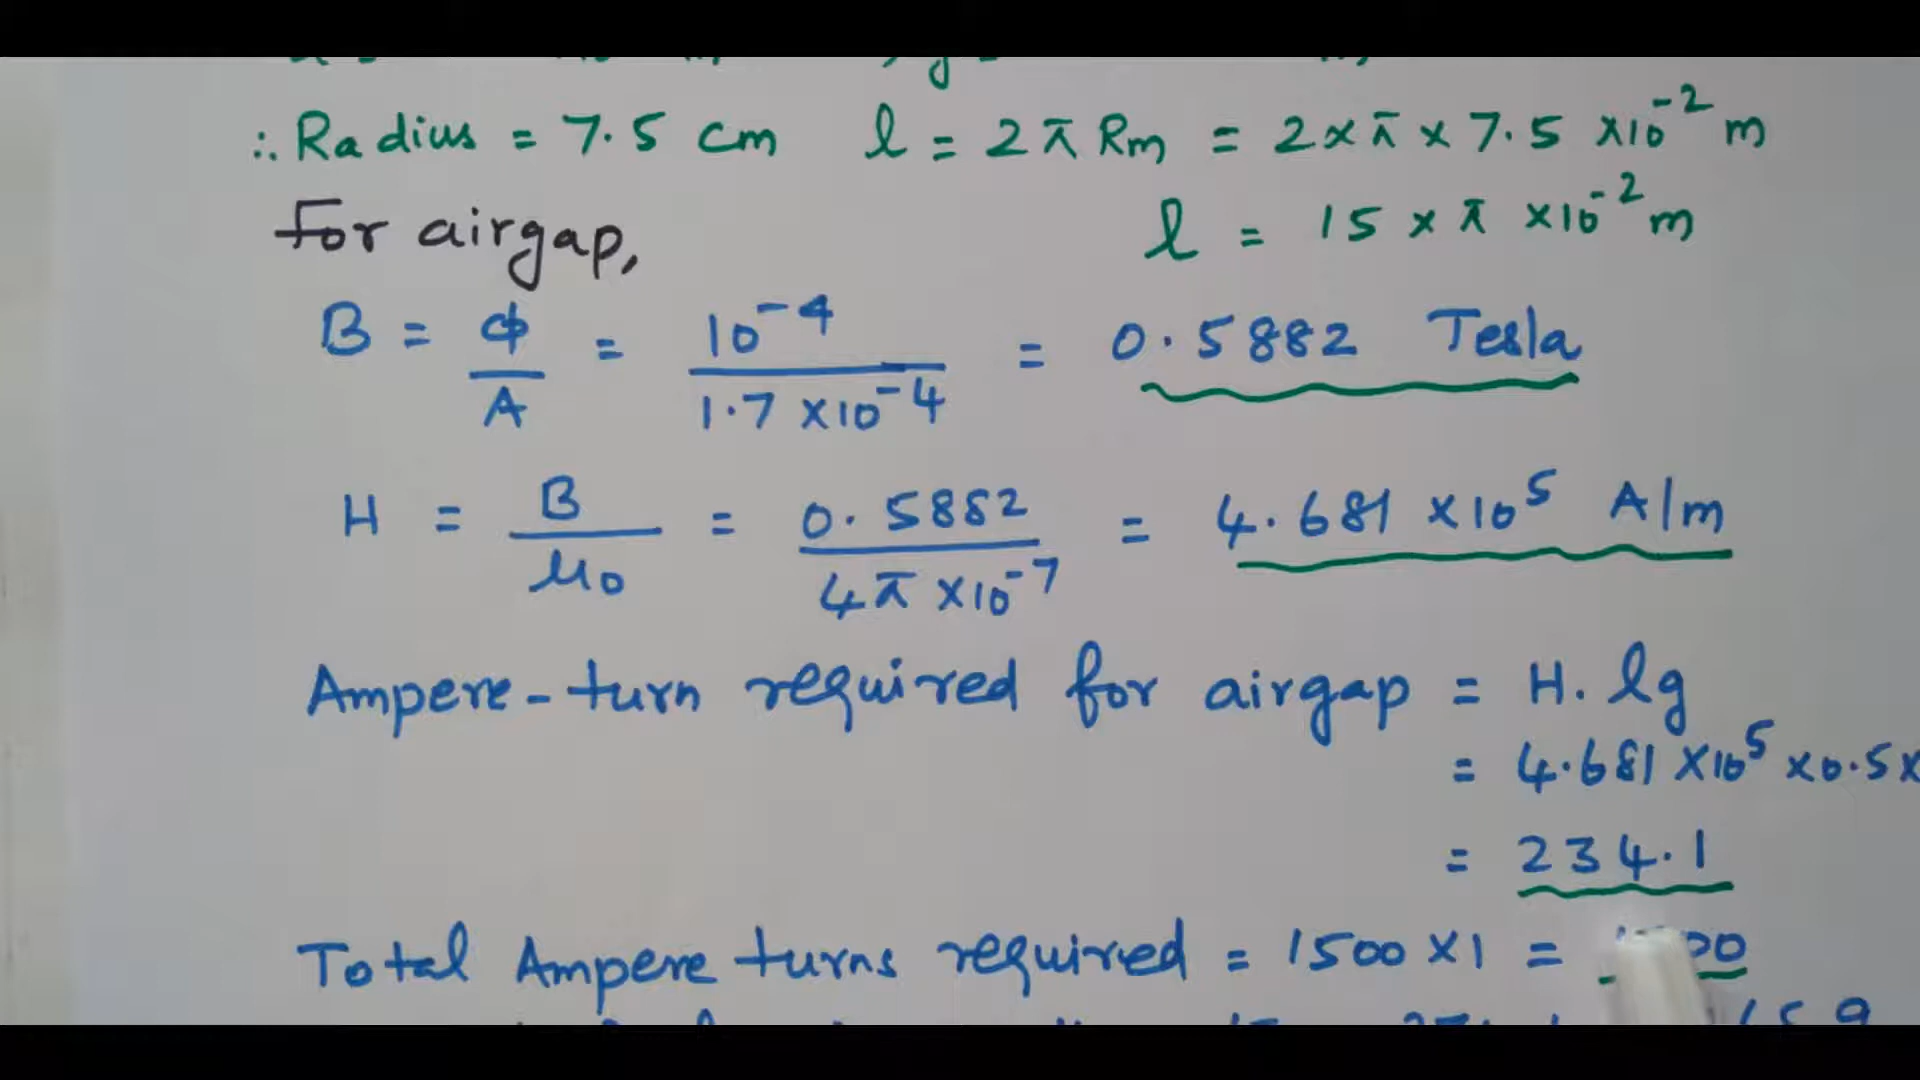 ∴ Radius = 7.5 cm l = 2π Rm = 2×π×7.5 ×10⁻² m
For airgap, l = 15 × π ×10⁻² m
B = ϕ/A = 10⁻⁴/1.7 ×10⁻⁴ = 0.5882 Tesla
H = B/μ0 = 0.5882/4π ×10⁻⁷ = 4.681 ×10⁵ A/m
Ampere-turn required for airgap = H. lg
= 4.681 ×10⁵ ×0.5×
= 234.1
Total Ampere turns required = 1500 ×1 =